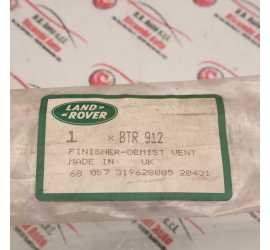 LAND-
ROVER
1 × BTR 912
FINISHER-DEMIST VENT
MADE IN UK
68 057 319628005 20421